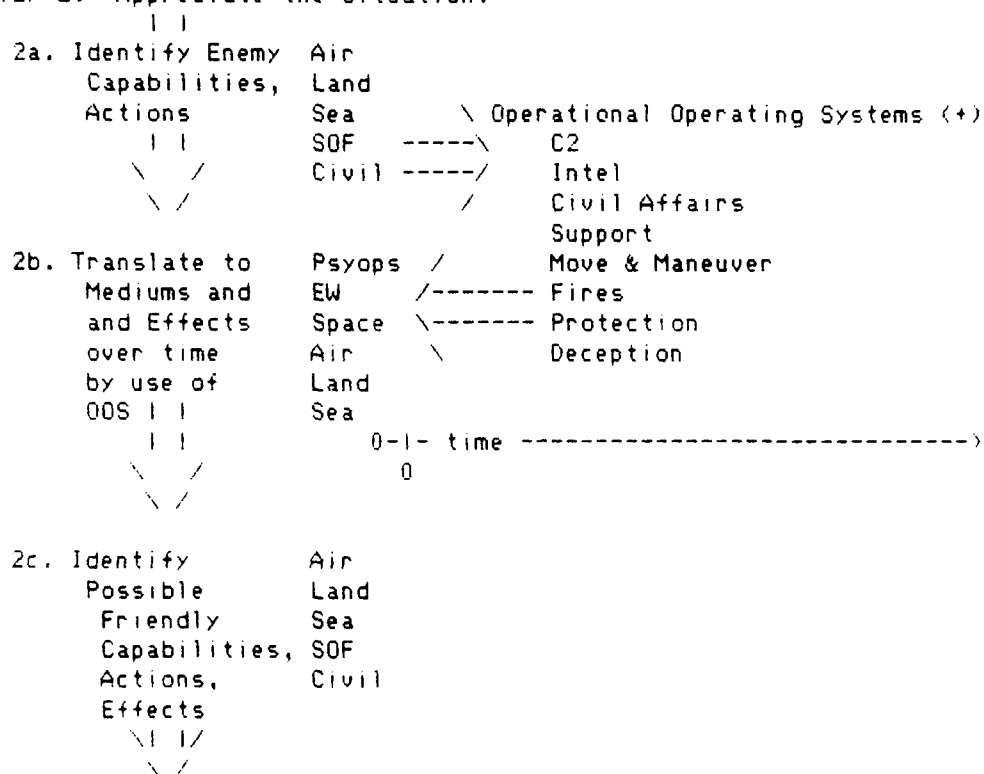 2a. Identify Enemy Air
Capabilities, Land
Actions Sea \ Operational Operating Systems (+)
| | SOF -----\ C2
\ / Civil -----/ Intel
\ / / Civil Affairs
Support
2b. Translate to Psyops / Move & Maneuver
Mediums and EW /------- Fires
and Effects Space \------- Protection
over time Air \ Deception
by use of Land
OOS | | Sea
| | 0-|- time ------------------------------>
\ / 0
\ /
2c. Identify Air
Possible Land
Friendly Sea
Capabilities, SOF
Actions, Civil
Effects
\| |/
\ /